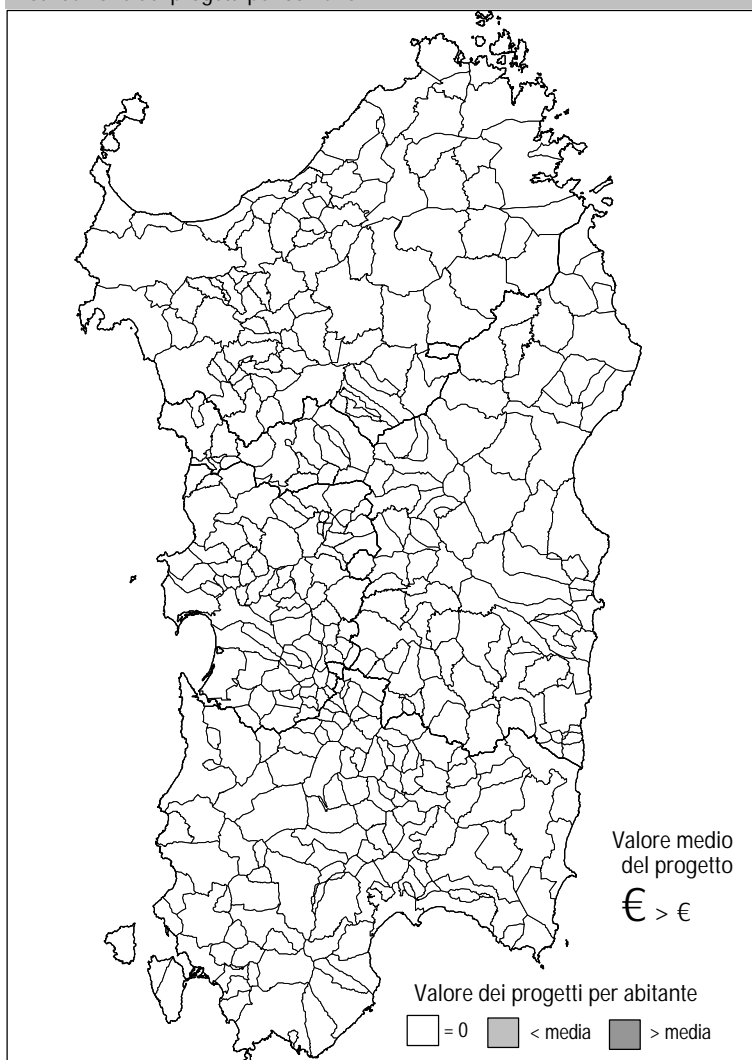 Valore medio
del progetto
€ > €
Valore dei progetti per abitante
= 0 < media > media